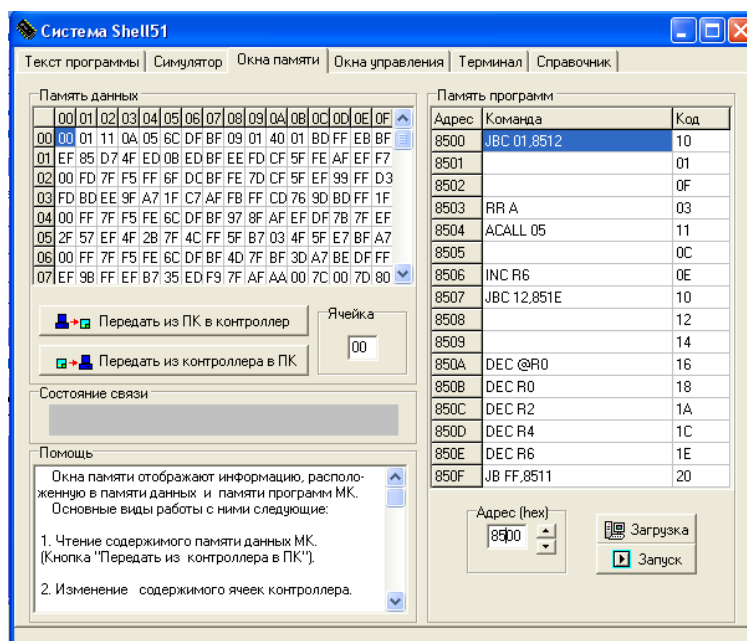 Система Shell51
Текст программы Симулятор Окна памяти Окна управления Терминал Справочник
Память данных
00 01 02 03 04 05 06 07 08 09 0A 0B 0C 0D 0E 0F
00 00 01 11 0A 05 6C DF BF 09 01 40 01 BD FF EB BF
01 EF 85 D7 4F ED 0B ED BF EE FD CF 5F FE AF EF F7
02 00 FD 7F F5 FF 6F DC BF FE 7D CF 5F EF 99 FF D3
03 FD BD EE 9F A7 1F C7 AF FB FF CD 76 9D BD FF 1F
04 00 FF 7F F5 FE 6C DF BF 97 8F AF EF DF 7B 7F EF
05 2F 57 EF 4F 2B 7F 4C FF 5F B7 03 4F 5F E7 BF A7
06 00 FF 7F F5 FE 6C DF BF 4D 7F BF 3D A7 BE DF FF
07 EF 9B FF EF B7 35 ED F9 7F AF AA 00 7C 00 7D 80
Передать из ПК в контроллер
Передать из контроллера в ПК
Ячейка
00
Состояние связи
Помощь
Окна памяти отображают информацию, располо-
женную в памяти данных и памяти программ МК.
Основные виды работы с ними следующие:
1. Чтение содержимого памяти данных МК.
(Кнопка "Передать из контроллера в ПК").
2. Изменение содержимого ячеек контроллера.
Память программ
Адрес Команда Код
8500 JBC 01,8512 10
8501 01
8502 0F
8503 RR A 03
8504 ACALL 05 11
8505 0C
8506 INC R6 0E
8507 JBC 12,851E 10
8508 12
8509 14
850A DEC @R0 16
850B DEC R0 18
850C DEC R2 1A
850D DEC R4 1C
850E DEC R6 1E
850F JB FF,8511 20
Адрес (hex)
8500
Загрузка
Запуск